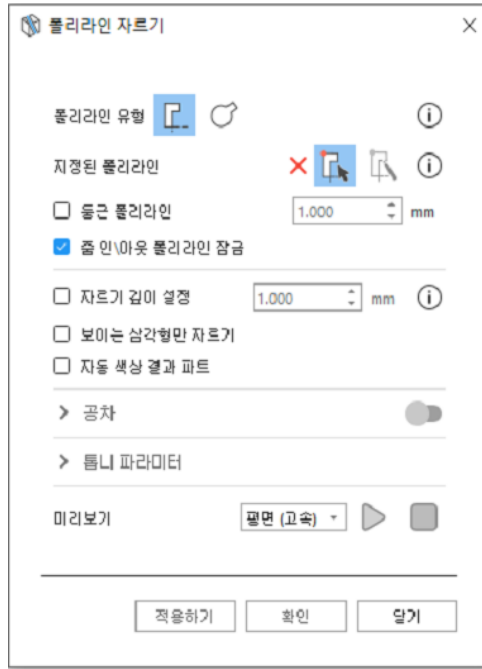 폴리라인 자르기
폴리라인 유형
지정된 폴리라인
둥근 폴리라인 1.000 mm
줌 인\아웃 폴리라인 잠금
자르기 깊이 설정 1.000 mm
보이는 삼각형만 자르기
자동 색상 결과 파트
공차
톱니 파라미터
미리보기 평면 (고속)
적용하기 확인 닫기